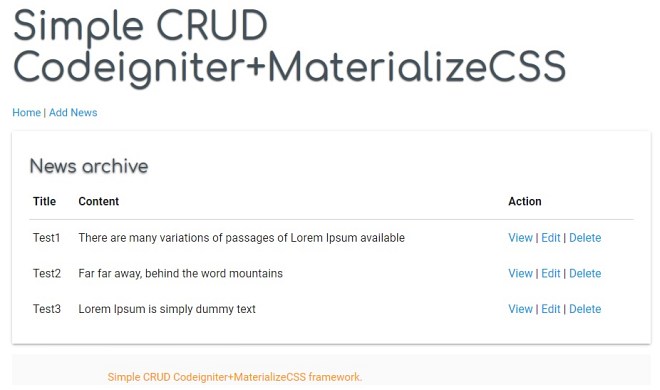 Simple CRUD
Codeigniter+MaterializeCSS
Home | Add News
News archive
Title Content Action
Test1 There are many variations of passages of Lorem Ipsum available View | Edit | Delete
Test2 Far far away, behind the word mountains View | Edit | Delete
Test3 Lorem Ipsum is simply dummy text View | Edit | Delete
Simple CRUD Codeigniter+MaterializeCSS framework.